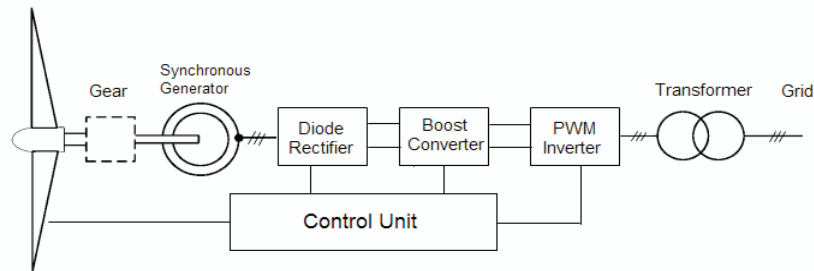 Gear
Synchronous
Generator
Diode
Rectifier
Boost
Converter
PWM
Inverter
Transformer
Grid
Control Unit